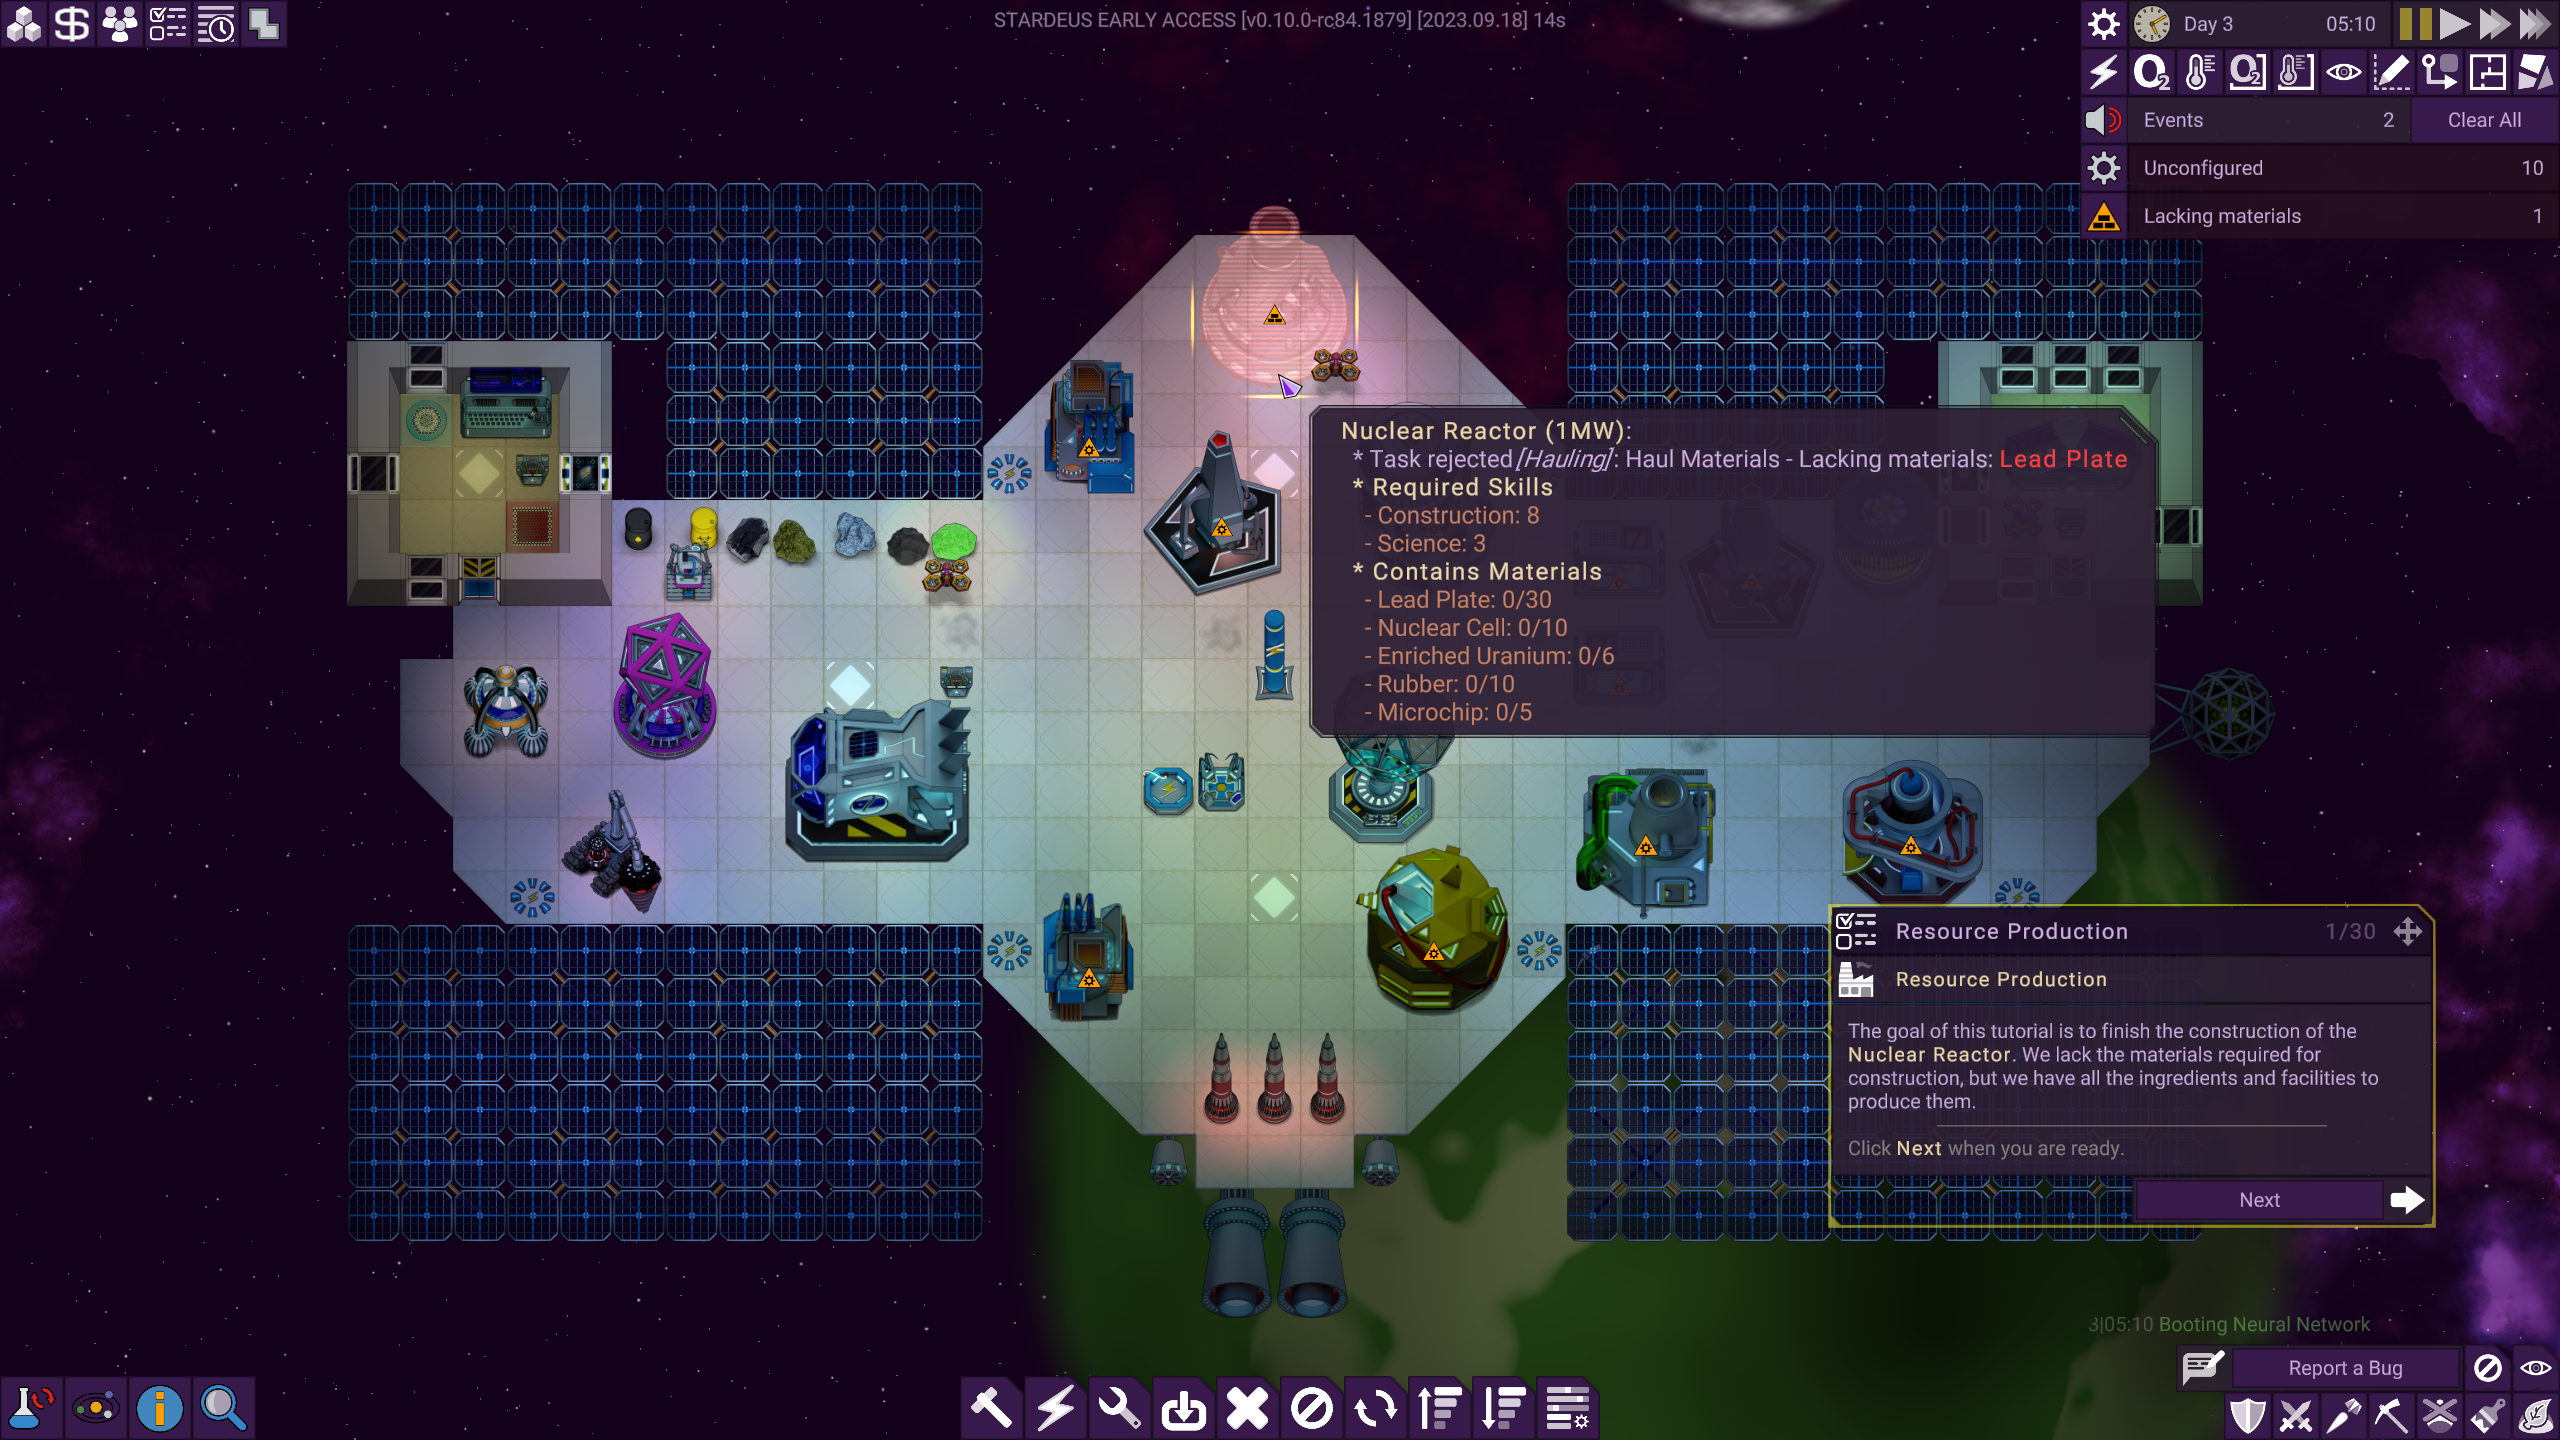 STARDEUS EARLY ACCESS [v0.10.0-rc84.1879] [2023.09.18] 14s
Day 3 05:10
Events 2 Clear All
Unconfigured 10
Lacking materials 1
Nuclear Reactor (1MW):
* Task rejected[Hauling]: Haul Materials - Lacking materials: Lead Plate
* Required Skills
- Construction: 8
- Science: 3
* Contains Materials
- Lead Plate: 0/30
- Nuclear Cell: 0/10
- Enriched Uranium: 0/6
- Rubber: 0/10
- Microchip: 0/5
Resource Production 1/30
Resource Production
The goal of this tutorial is to finish the construction of the
Nuclear Reactor. We lack the materials required for
construction, but we have all the ingredients and facilities to
produce them.
Click Next when you are ready.
Next
3|05:10 Booting Neural Network
Report a Bug